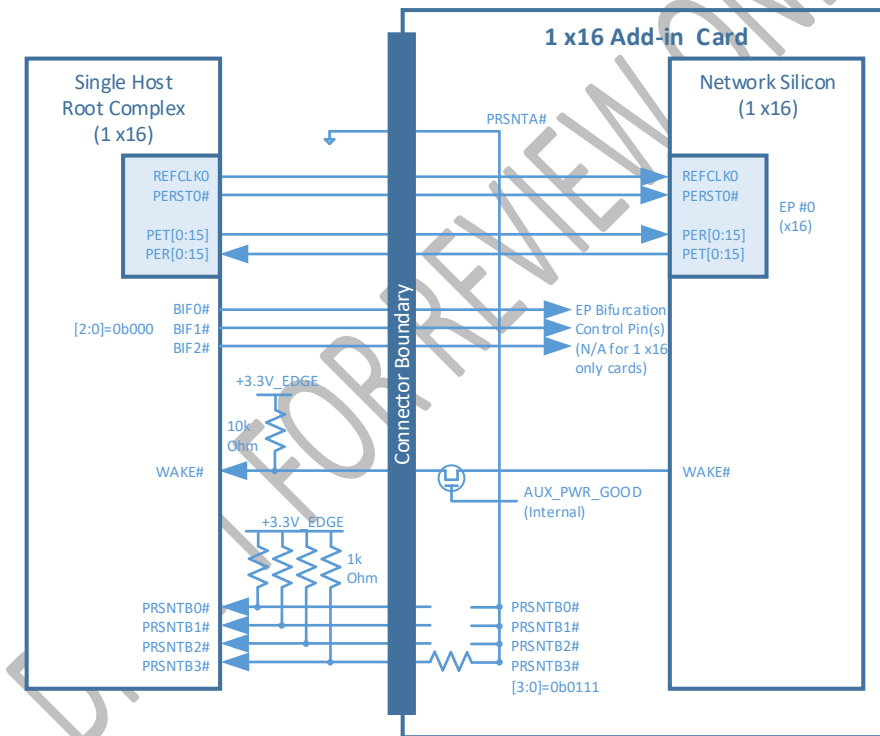 1 x16 Add-in Card
Single Host
Root Complex
(1 x16)
Network Silicon
(1 x16)
PRSNTA#
REFCLK0
PERST0#
PET[0:15]
PER[0:15]
REFCLK0
PERST0#
PER[0:15]
PET[0:15]
EP #0
(x16)
Connector Boundary
BIF0#
[2:0]=0b000 BIF1#
BIF2#
EP Bifurcation
Control Pin(s)
(N/A for 1 x16
only cards)
+3.3V_EDGE
10k
Ohm
WAKE#
WAKE#
AUX_PWR_GOOD
(Internal)
+3.3V_EDGE
1k
Ohm
PRSNTB0#
PRSNTB1#
PRSNTB2#
PRSNTB3#
PRSNTB0#
PRSNTB1#
PRSNTB2#
PRSNTB3#
[3:0]=0b0111
FOR REVIEW